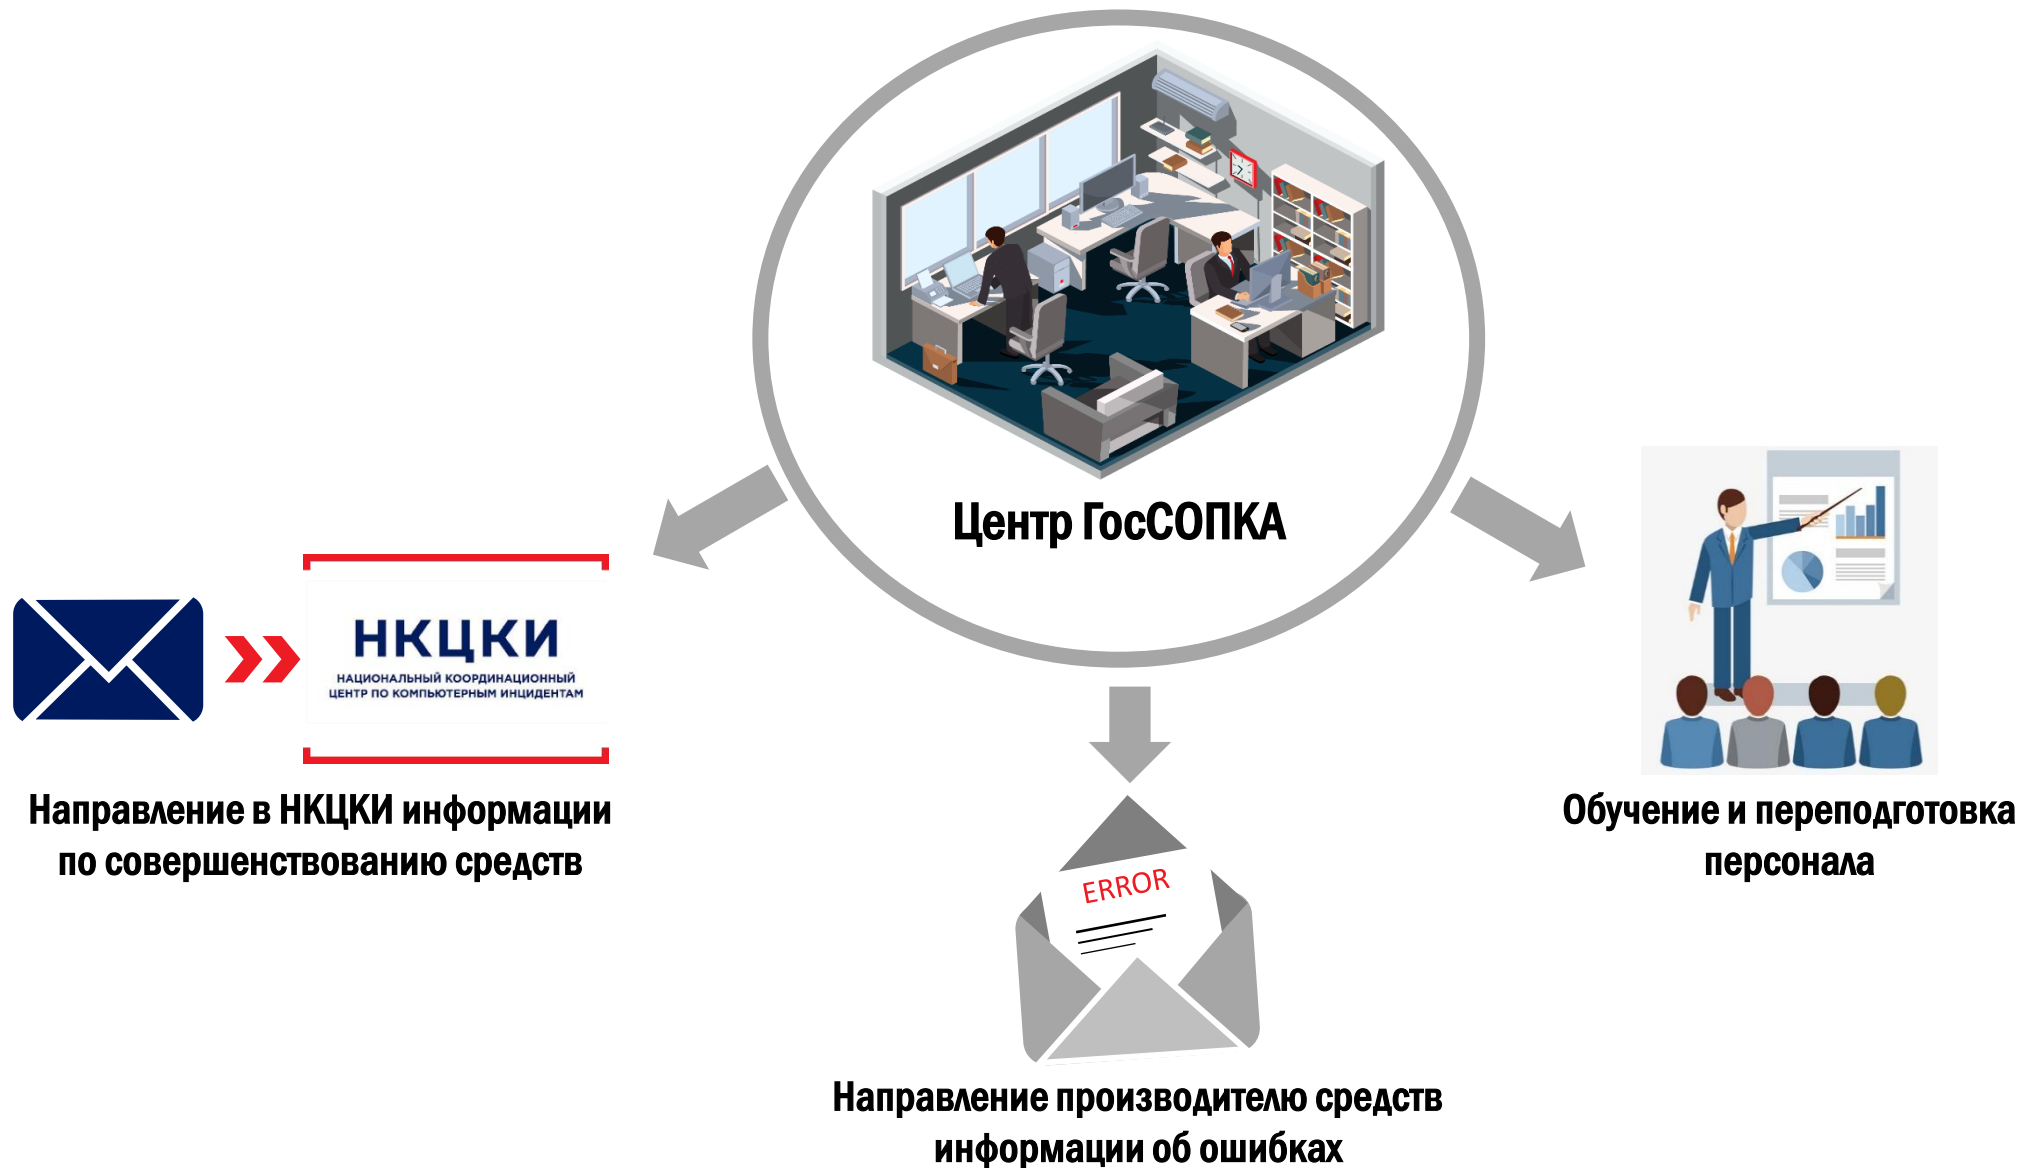 Центр ГосСОПКА
НКЦКИ
НАЦИОНАЛЬНЫЙ КООРДИНАЦИОННЫЙ
ЦЕНТР ПО КОМПЬЮТЕРНЫМ ИНЦИДЕНТАМ
Направление в НКЦКИ информации
по совершенствованию средств
ERROR
Направление производителю средств
информации об ошибках
Обучение и переподготовка
персонала